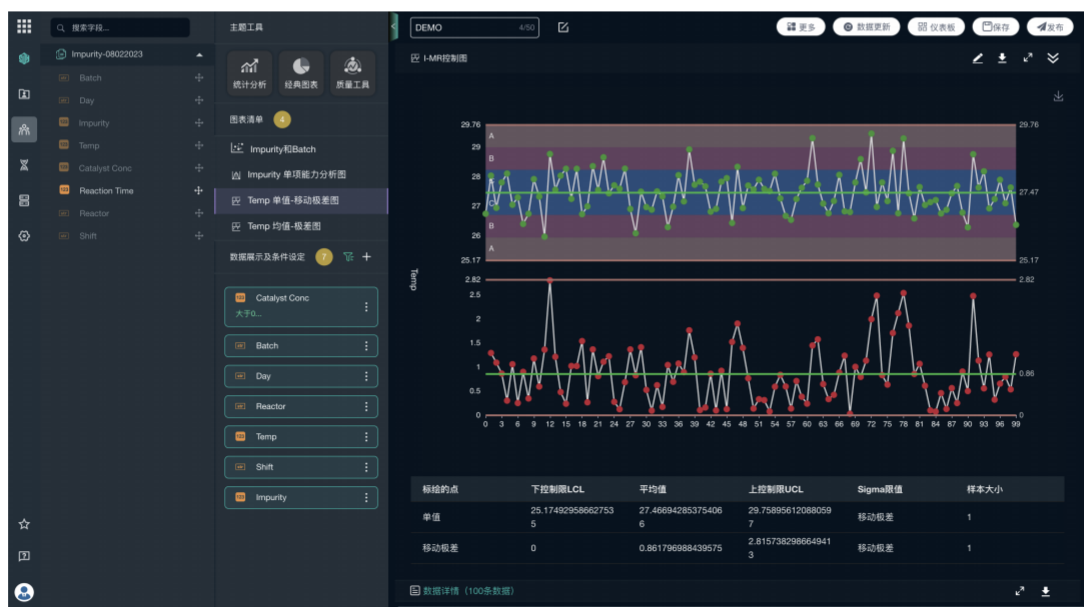 搜索字段...
主题工具
DEMO 4/50
更多
数据更新
仪表板
保存
发布
Impurity-08022023
Batch
Day
Impurity
Temp
Catalyst Conc
Reaction Time
Reactor
Shift
统计分析 经典图表 质量工具
图表清单 4
Impurity和Batch
Impurity 单项能力分析图
Temp 单值-移动极差图
Temp 均值-极差图
数据展示及条件设定 7
Catalyst Conc
大于0...
Batch
Day
Reactor
Temp
Shift
Impurity
I-MR控制图
29.76 29.76
A
29
B
28
27.47
C
27
B
26
A
25.17 25.17
Temp
2.82 2.82
2.5
2
1.5
1
0.86
0.5
0 0
0 3 6 9 12 15 18 21 24 27 30 33 36 39 42 45 48 51 54 57 60 63 66 69 72 75 78 81 84 87 90 93 96 99
标绘的点 下控制限LCL 平均值 上控制限UCL Sigma限值 样本大小
单值 25.17492958662753 27.46694285375406 29.75895612088059 移动极差 1
5 6 7
移动极差 0 0.861796988439575 2.815738298664941 移动极差 1
3
数据详情（100条数据）